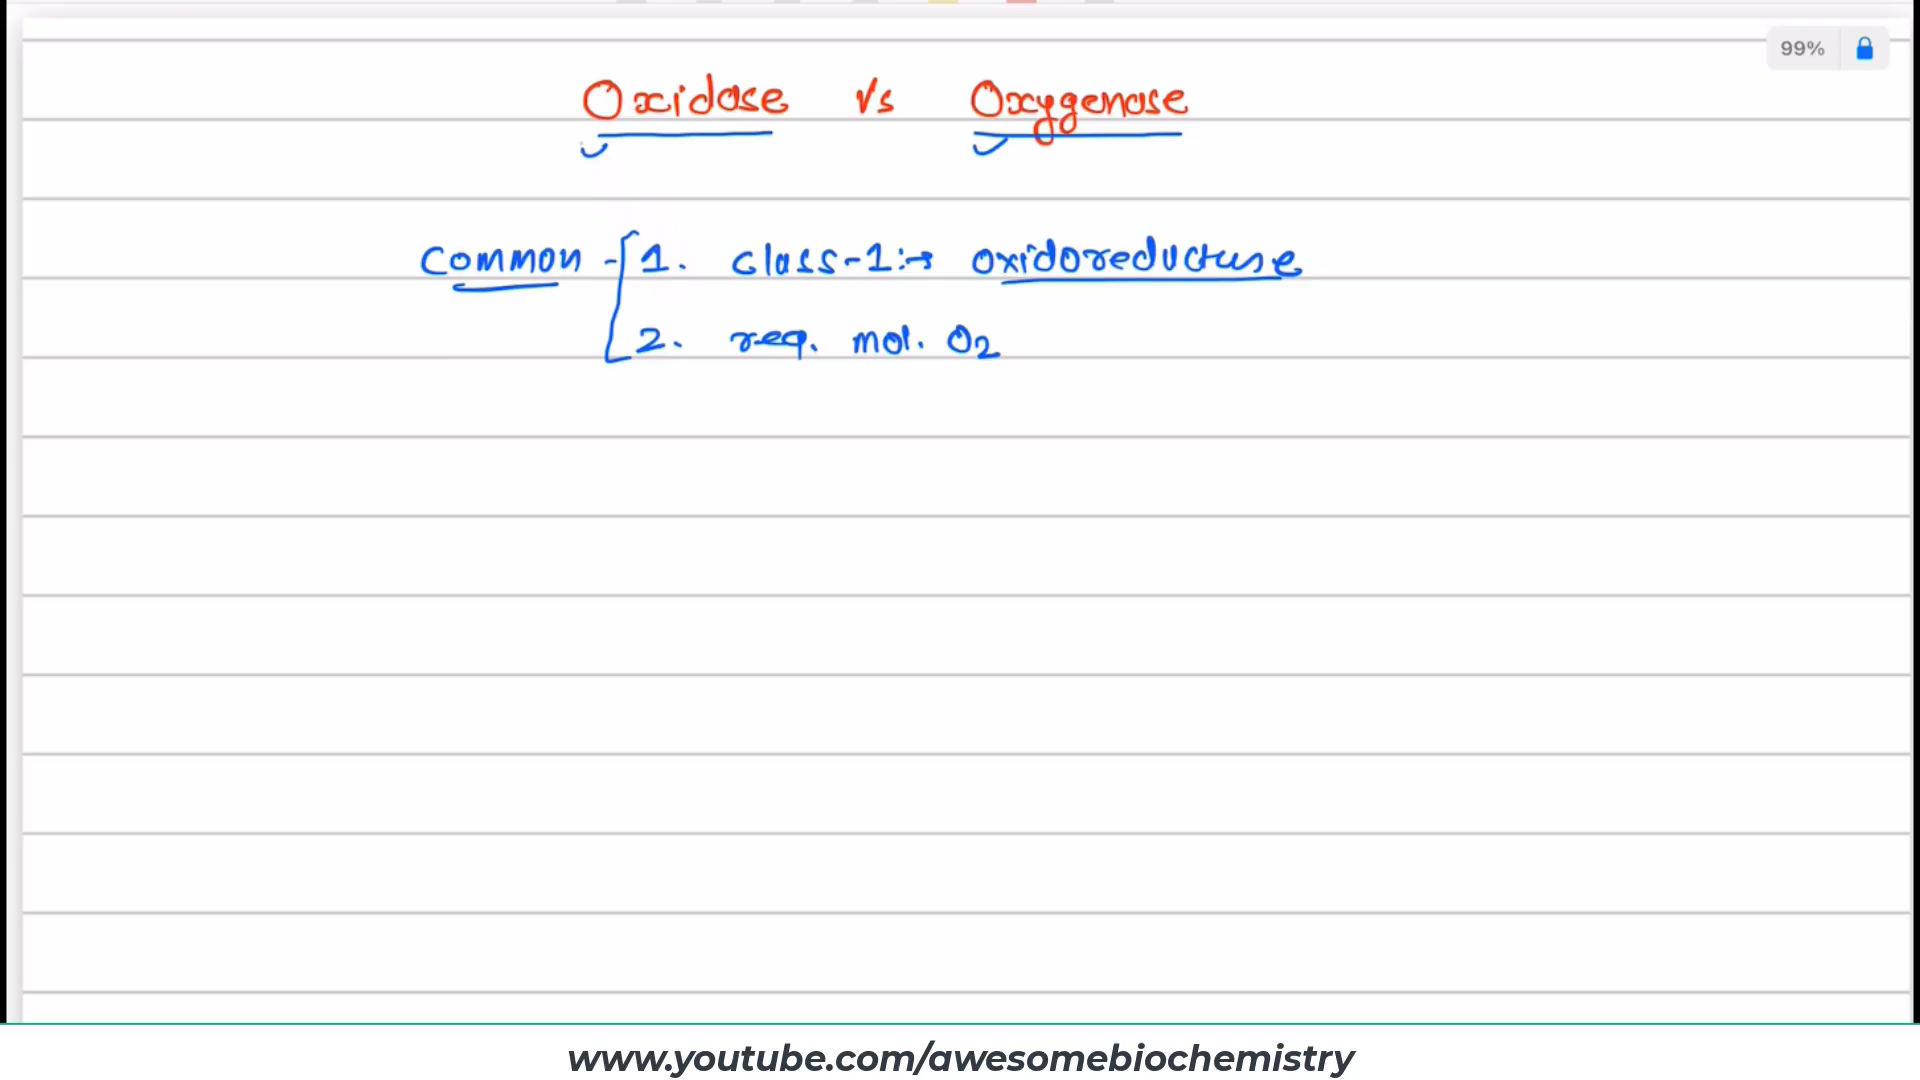 99%
Oxidase vs Oxygenase
Common - 1. class-1:→ oxidoreductase
2. req. mol. O2
www.youtube.com/awesomebiochemistry